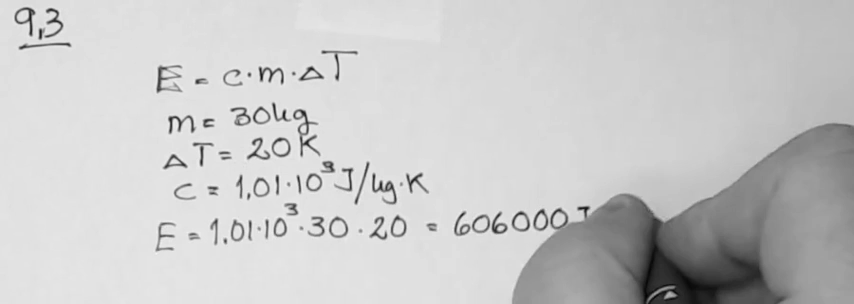 9,3
E = c·m·ΔT
m = 30kg
ΔT = 20K
c = 1,01·10³ J/kg·K
E = 1,01·10³·30·20 = 606000 J